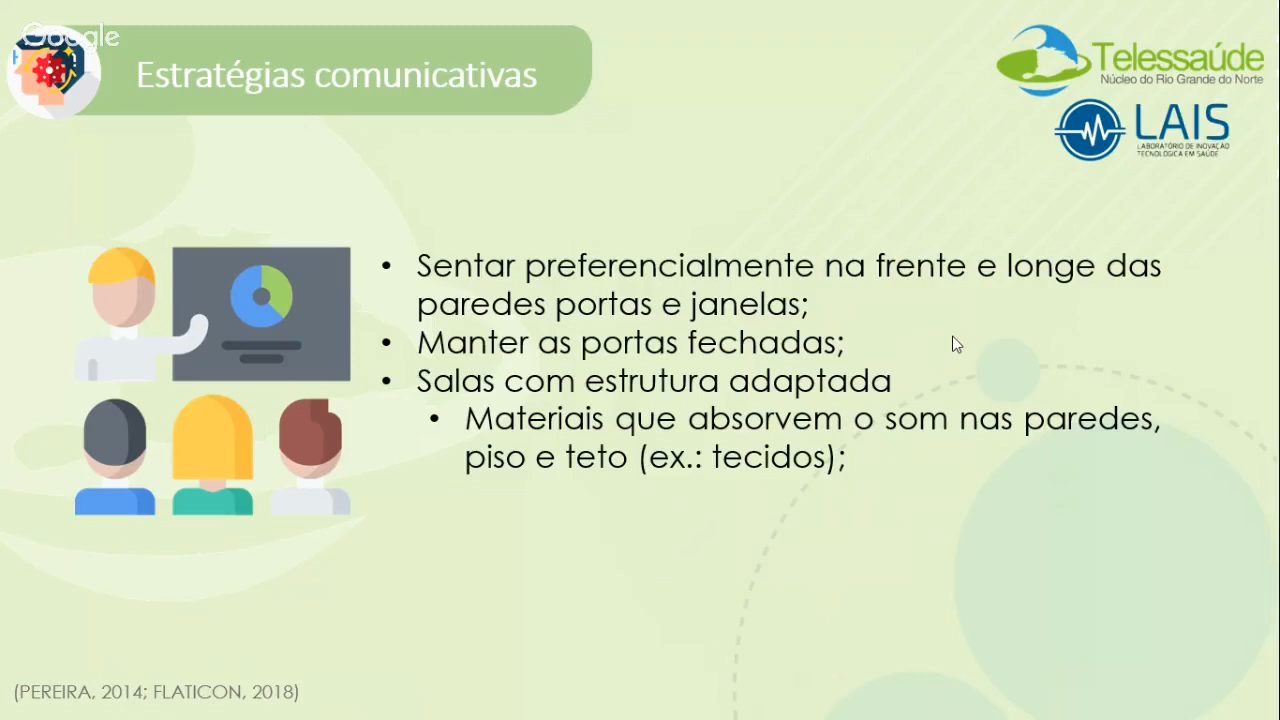 Google
Estratégias comunicativas
Telessaúde
Núcleo do Rio Grande do Norte
LAIS
LABORATÓRIO DE INOVAÇÃO
TECNOLÓGICA EM SAÚDE
• Sentar preferencialmente na frente e longe das
paredes portas e janelas;
• Manter as portas fechadas;
• Salas com estrutura adaptada
• Materiais que absorvem o som nas paredes,
piso e teto (ex.: tecidos);
(PEREIRA, 2014; FLATICON, 2018)